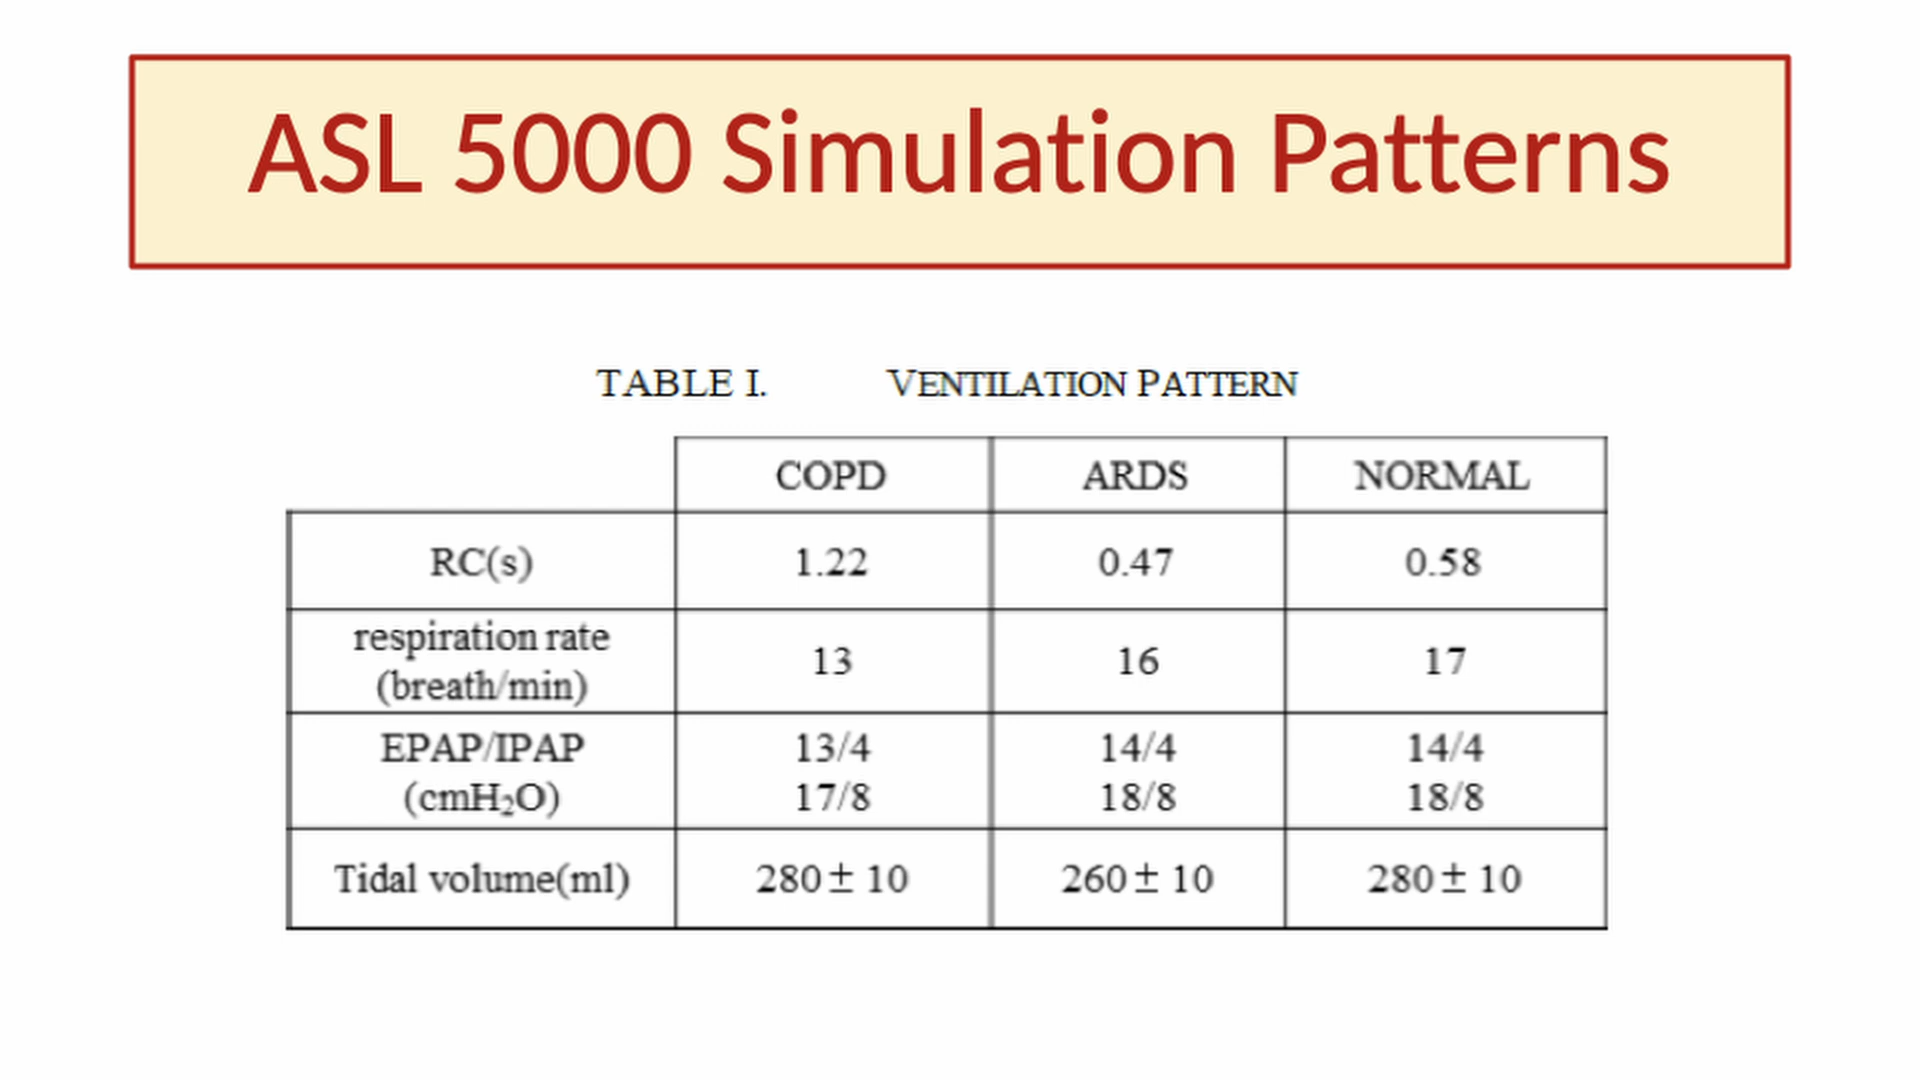 ASL 5000 Simulation Patterns
TABLE I. VENTILATION PATTERN
COPD ARDS NORMAL
RC(s) 1.22 0.47 0.58
respiration rate
(breath/min) 13 16 17
EPAP/IPAP 13/4 14/4 14/4
(cmH₂O) 17/8 18/8 18/8
Tidal volume(ml) 280 ± 10 260 ± 10 280 ± 10